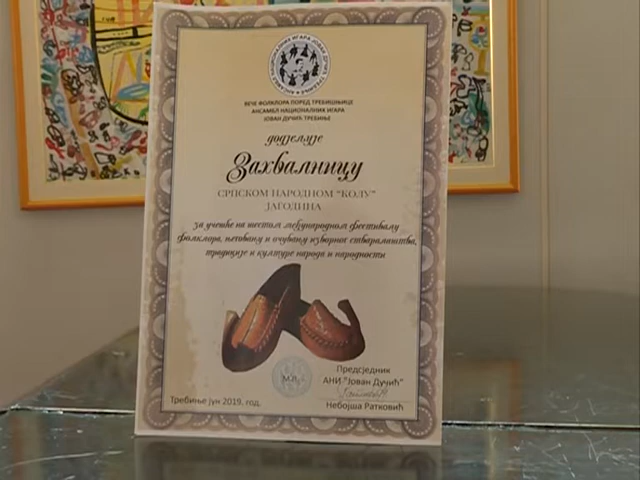 ВЕЧЕ ФОЛКЛОРА ПОРЕД ТРЕБИШЊИЦЕ
АНСАМБЛ НАЦИОНАЛНИХ ИГАРА
ЈОВАН ДУЧИЋ ТРЕБИЊЕ
додјељује
Захвалницу
СРПСКОМ НАРОДНОМ "КОЛУ"
ЈАГОДИНА
за учешће на шестом међународном фестивалу
фолклора, његовању и очувању изворног стваралаштва,
традиције и културе народа и народности
М.П.
Предсједник
АНИ "Јован Дучић"
Требиње јун 2019. год.
Небојша Ратковић